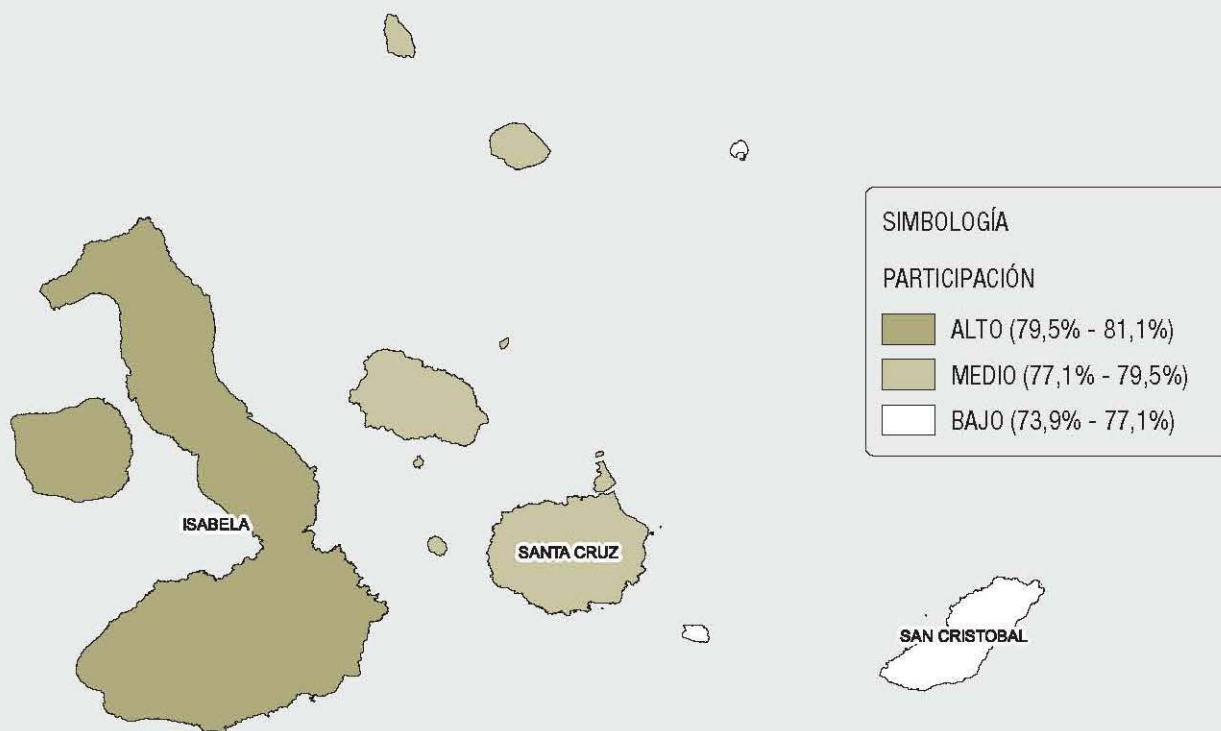 SIMBOLOGÍA
PARTICIPACIÓN
ALTO (79,5% - 81,1%)
MEDIO (77,1% - 79,5%)
BAJO (73,9% - 77,1%)
ISABELA
SANTA CRUZ
SAN CRISTOBAL